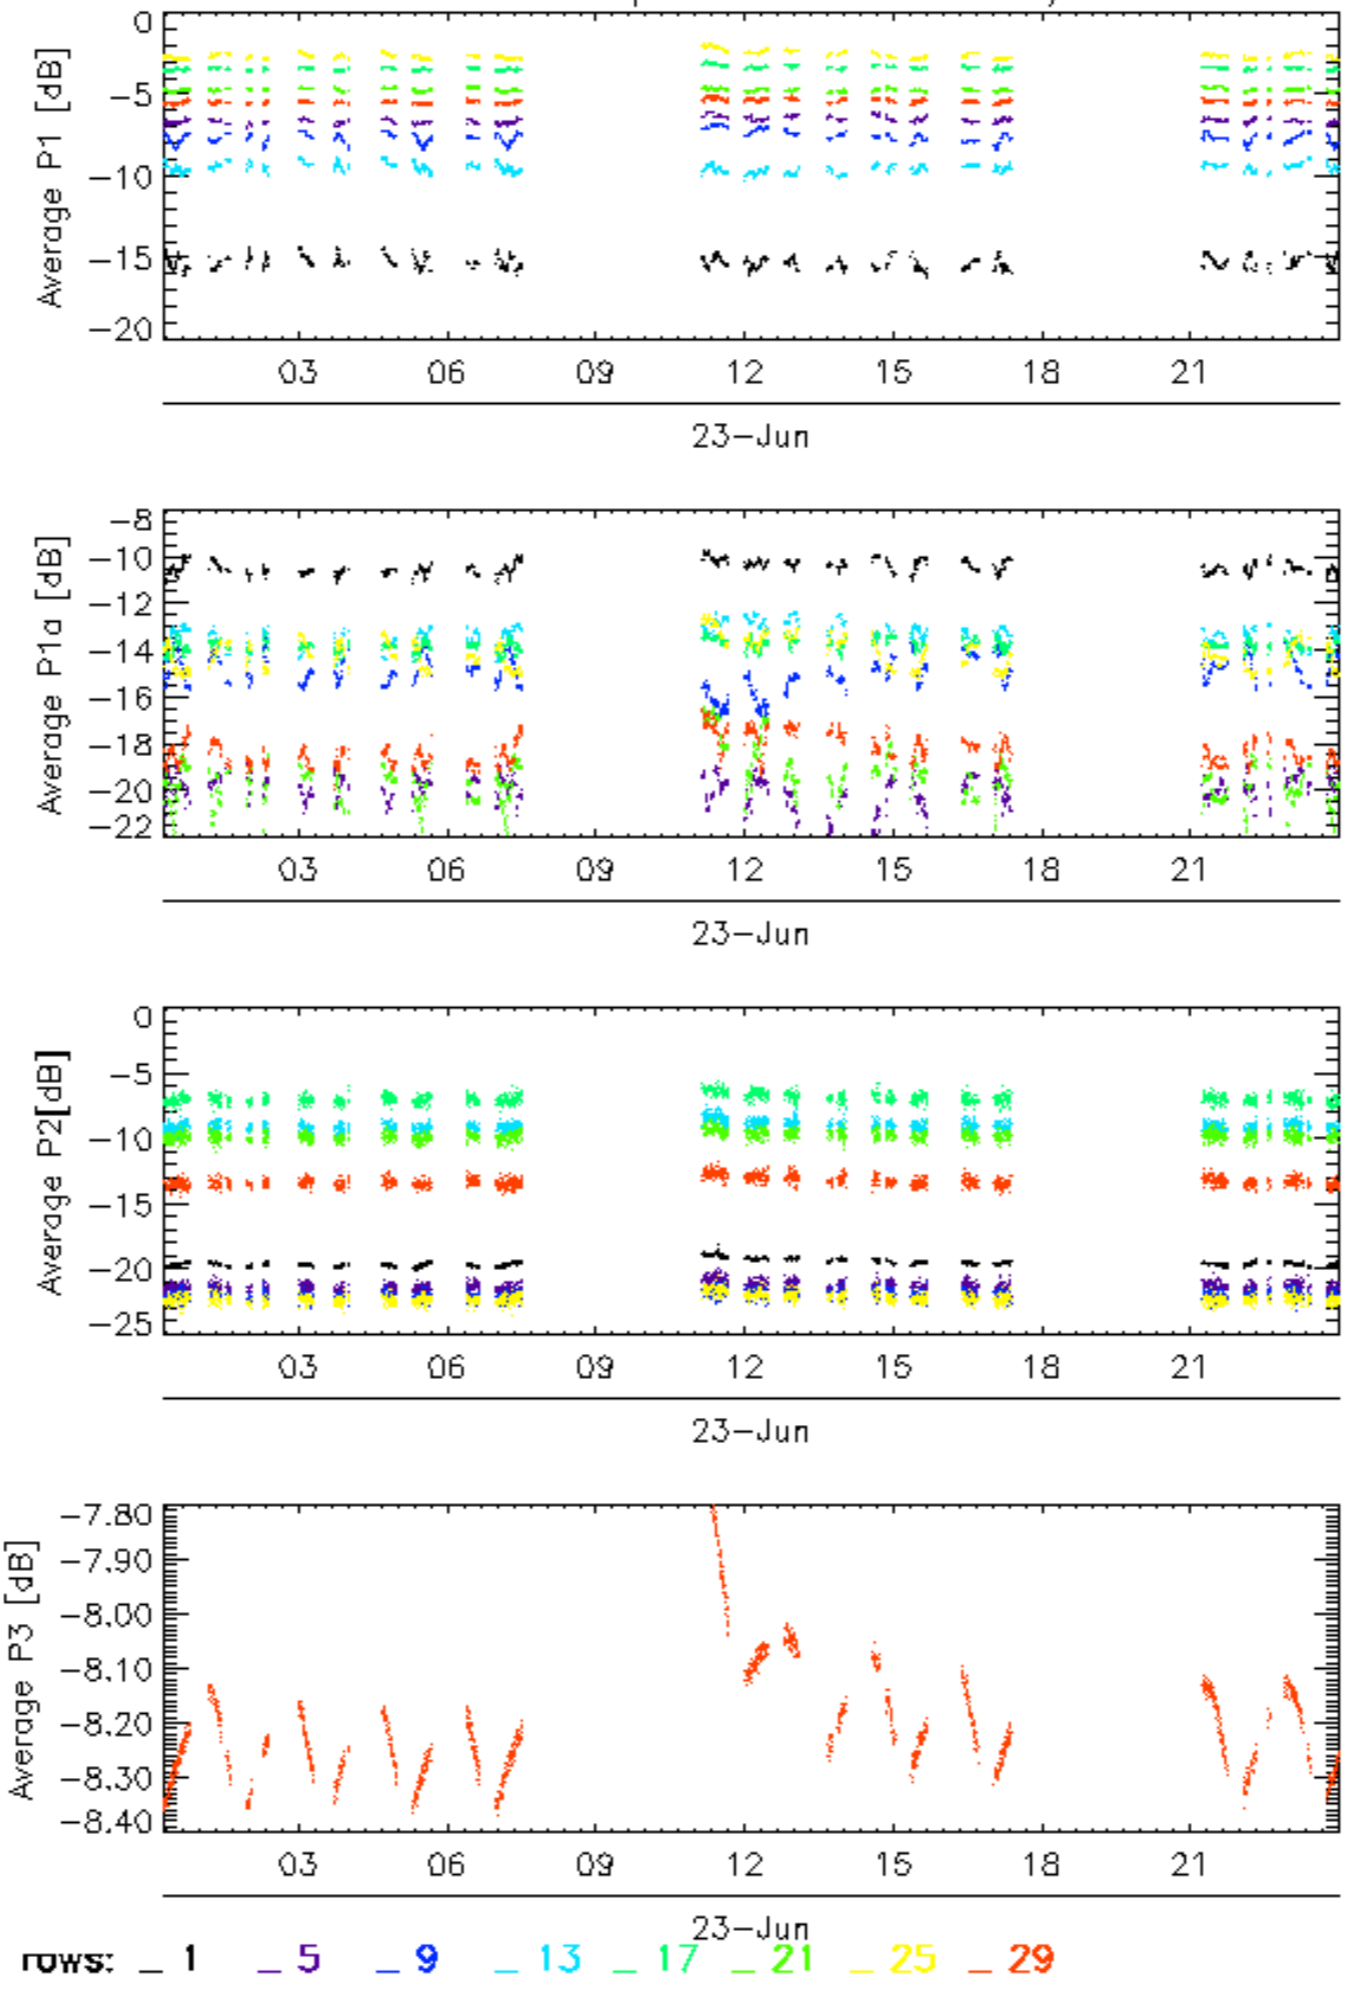 Average P1 [dB]
0
−5
−10
−15
−20
03 06 09 12 15 18 21
23−Jun
Average P1a [dB]
−8
−10
−12
−14
−16
−18
−20
−22
03 06 09 12 15 18 21
23−Jun
Average P2[dB]
0
−5
−10
−15
−20
−25
03 06 09 12 15 18 21
23−Jun
Average P3 [dB]
−7.80
−7.90
−8.00
−8.10
−8.20
−8.30
−8.40
03 06 09 12 15 18 21
23−Jun
rows: _ 1 _ 5 _ 9 _ 13 _ 17 _ 21 _ 25 _ 29